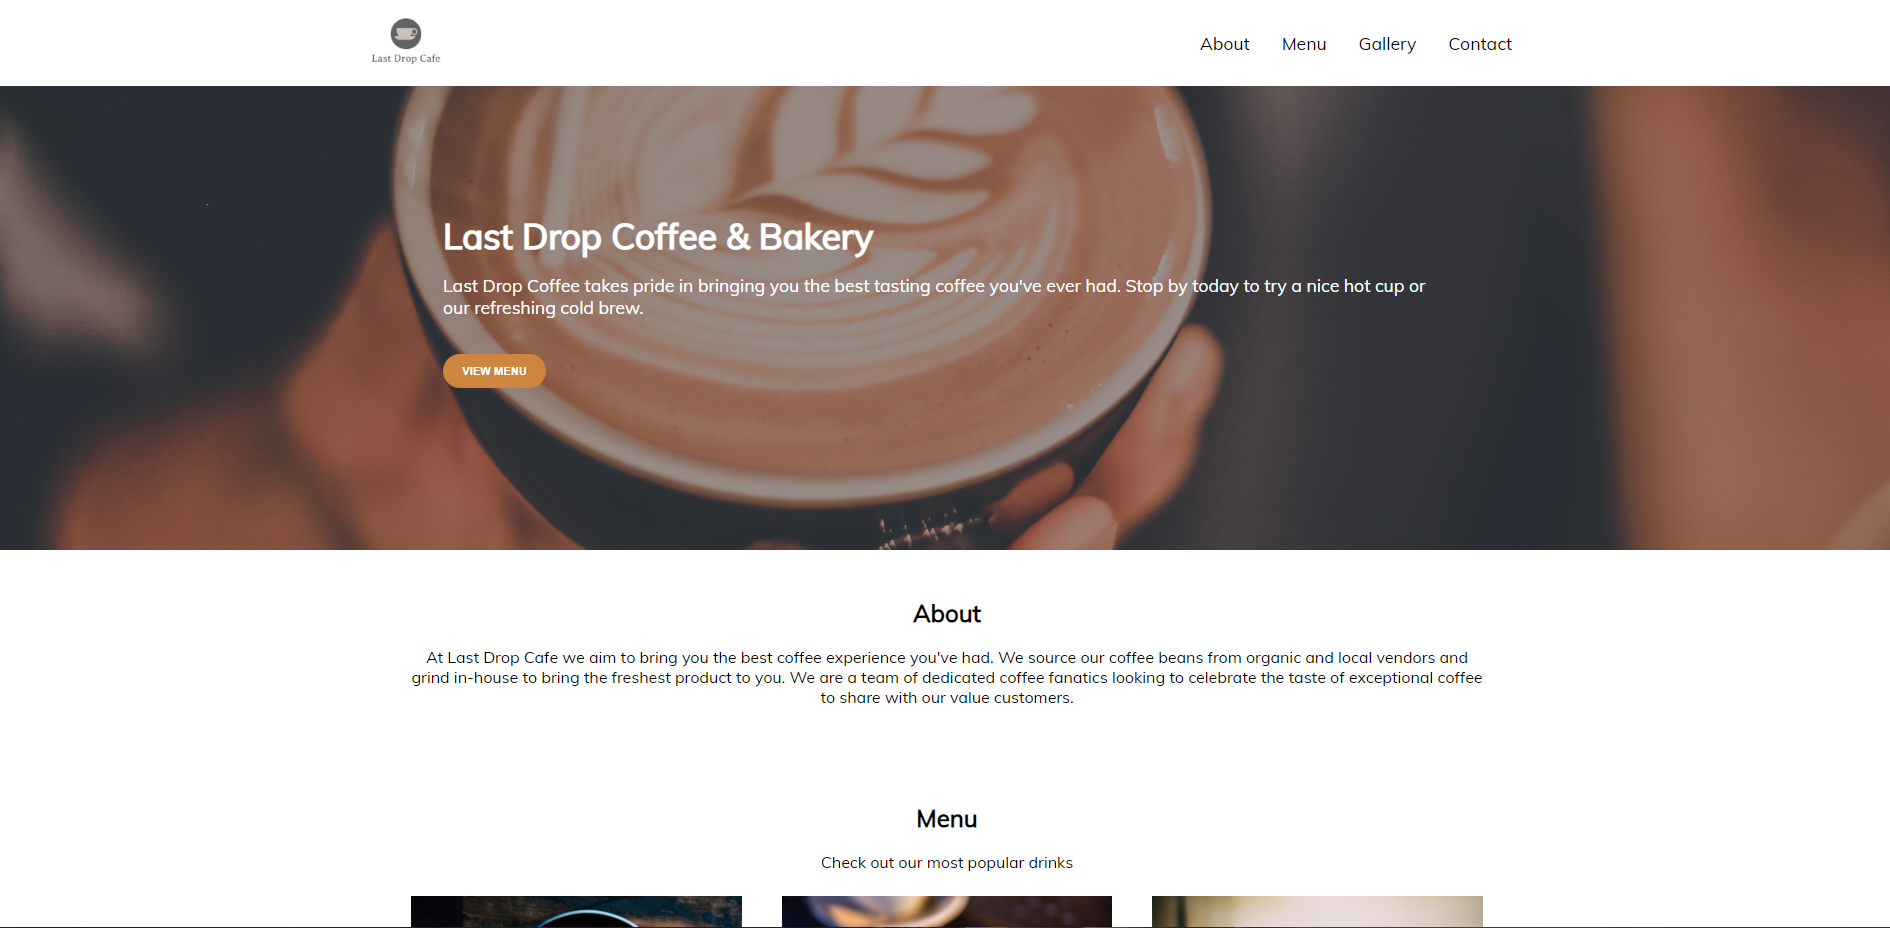 Last Drop Cafe
About
Menu
Gallery
Contact
Last Drop Coffee & Bakery
Last Drop Coffee takes pride in bringing you the best tasting coffee you've ever had. Stop by today to try a nice hot cup or
our refreshing cold brew.
VIEW MENU
About
At Last Drop Cafe we aim to bring you the best coffee experience you've had. We source our coffee beans from organic and local vendors and
grind in-house to bring the freshest product to you. We are a team of dedicated coffee fanatics looking to celebrate the taste of exceptional coffee
to share with our value customers.
Menu
Check out our most popular drinks